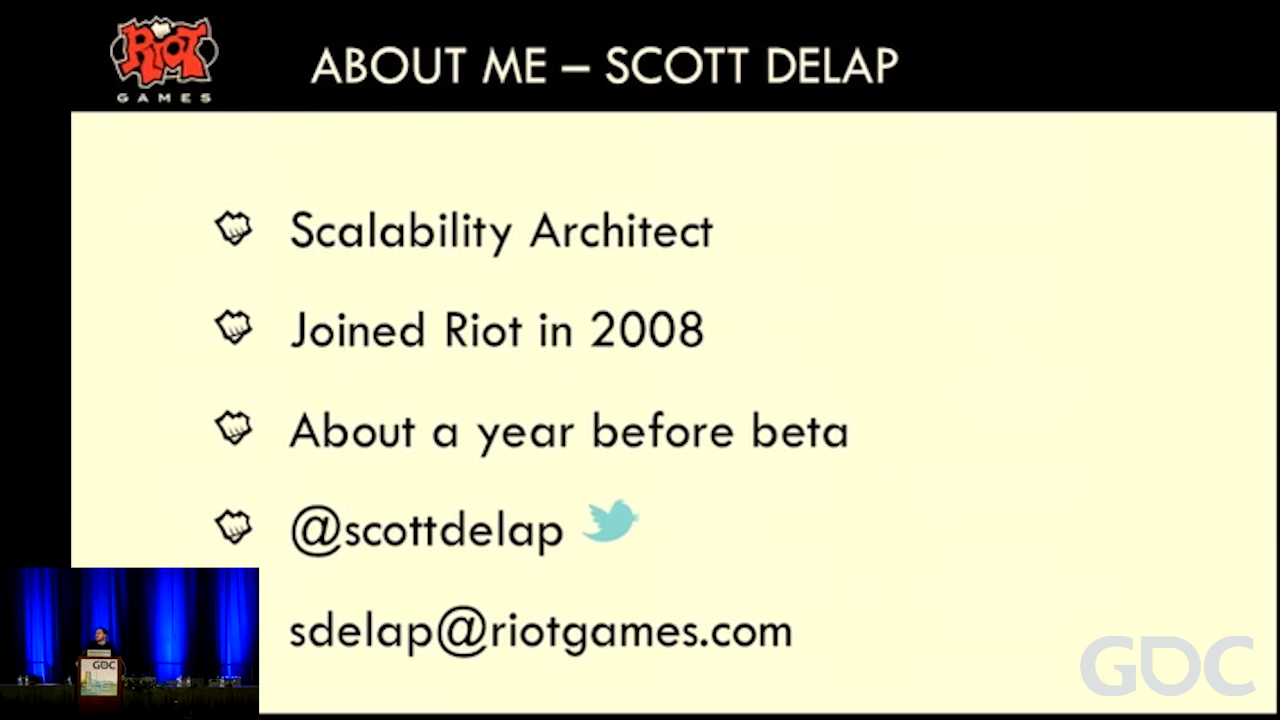 RIOT
GAMES
ABOUT ME – SCOTT DELAP
Scalability Architect
Joined Riot in 2008
About a year before beta
@scottdelap
sdelap@riotgames.com
GDC
GDC